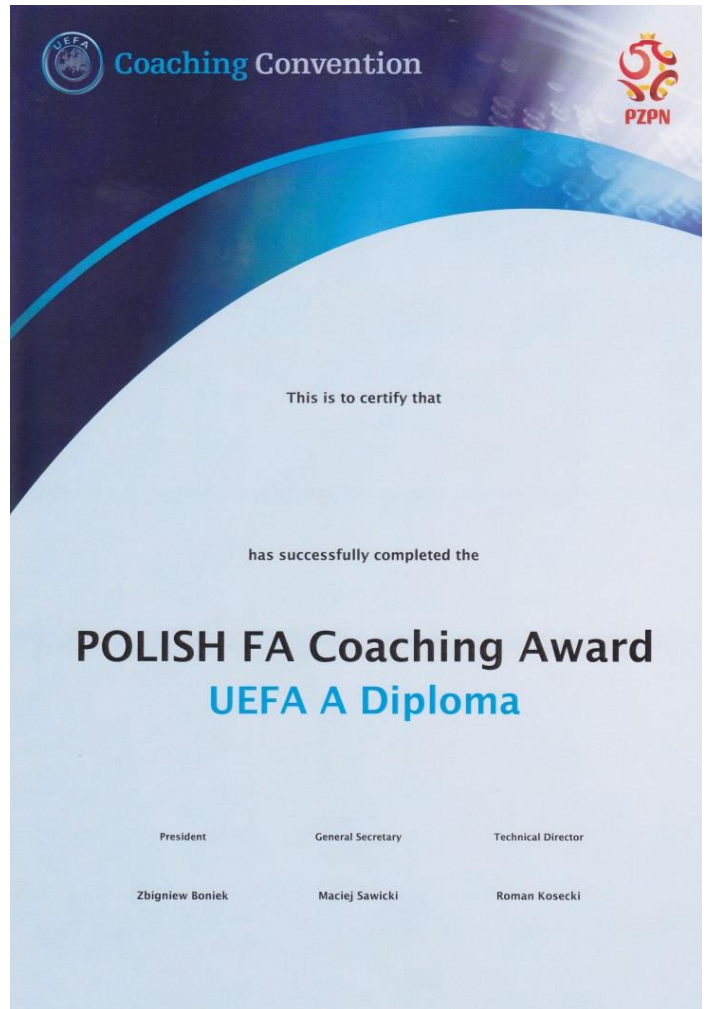 UEFA
Coaching Convention
PZPN
This is to certify that
has successfully completed the
POLISH FA Coaching Award
UEFA A Diploma
President General Secretary Technical Director
Zbigniew Boniek Maciej Sawicki Roman Kosecki